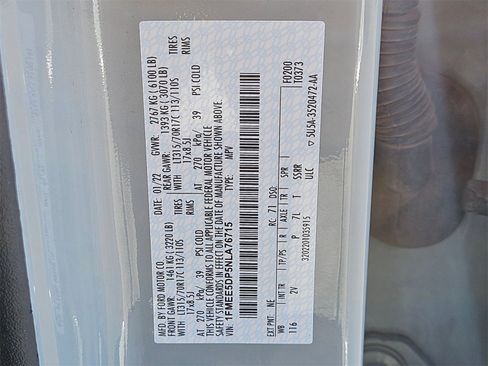 MFD. BY FORD MOTOR CO.
DATE: 01/22 GVWR: 2767 KG ( 6100 LB)
FRONT GAWR: 1461 KG ( 3220 LB) REAR GAWR: 1393 KG ( 3070 LB)
LT315/70R17C 113/110S TIRES WITH LT315/70R17C 113/110S TIRES
17x8.5J RIMS WITH 17x8.5J RIMS
AT 270 kPa/ 39 PSI COLD AT 270 kPa/ 39 PSI COLD
THIS VEHICLE CONFORMS TO ALL APPLICABLE FEDERAL MOTOR VEHICLE
SAFETY STANDARDS IN EFFECT ON THE DATE OF MANUFACTURE SHOWN ABOVE.
VIN: 1FMEE5DP5NLA76715
TYPE: MPV
F0200
T0373
EXT PNT: NE RC: 71 DSO:
WB TP/PS R AXLE TR SPR
116 2V P 7L T SSRR
ULC
3202201035915
5U5A-3520472-AA